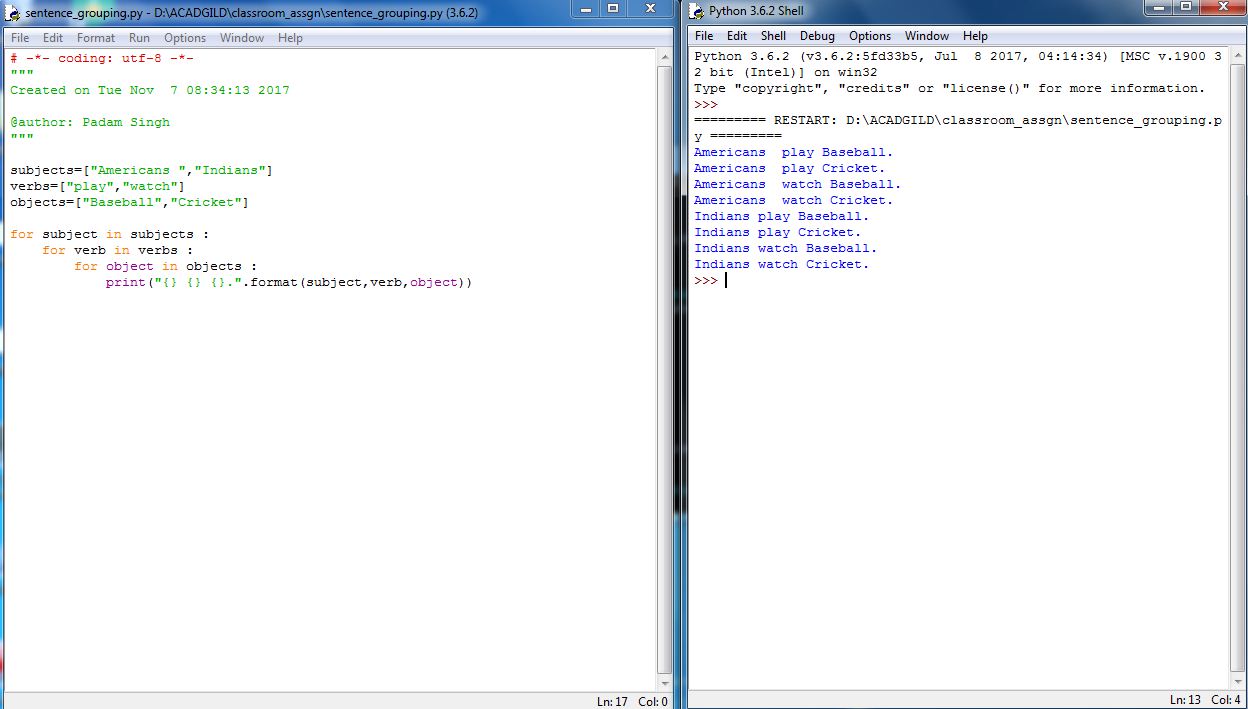 sentence_grouping.py - D:\ACADGILD\classroom_assgn\sentence_grouping.py (3.6.2)
File Edit Format Run Options Window Help
# -*- coding: utf-8 -*-
"""
Created on Tue Nov  7 08:34:13 2017

@author: Padam Singh
"""

subjects=["Americans ","Indians"]
verbs=["play","watch"]
objects=["Baseball","Cricket"]

for subject in subjects :
    for verb in verbs :
        for object in objects :
            print("{} {} {}.".format(subject,verb,object))
Ln: 17 Col: 0
Python 3.6.2 Shell
File Edit Shell Debug Options Window Help
Python 3.6.2 (v3.6.2:5fd33b5, Jul  8 2017, 04:14:34) [MSC v.1900 3
2 bit (Intel)] on win32
Type "copyright", "credits" or "license()" for more information.
>>>
========= RESTART: D:\ACADGILD\classroom_assgn\sentence_grouping.p
y =========
Americans  play Baseball.
Americans  play Cricket.
Americans  watch Baseball.
Americans  watch Cricket.
Indians play Baseball.
Indians play Cricket.
Indians watch Baseball.
Indians watch Cricket.
>>>
Ln: 13 Col: 4